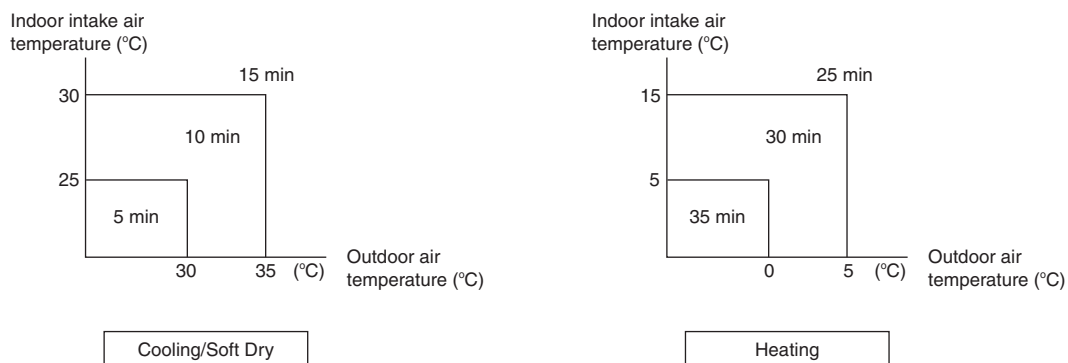 Indoor intake air
temperature (°C)
15 min
30
10 min
25
5 min
30 35 (°C)
Outdoor air
temperature (°C)
Cooling/Soft Dry
Indoor intake air
temperature (°C)
25 min
15
30 min
5
35 min
0 5 (°C)
Outdoor air
temperature (°C)
Heating